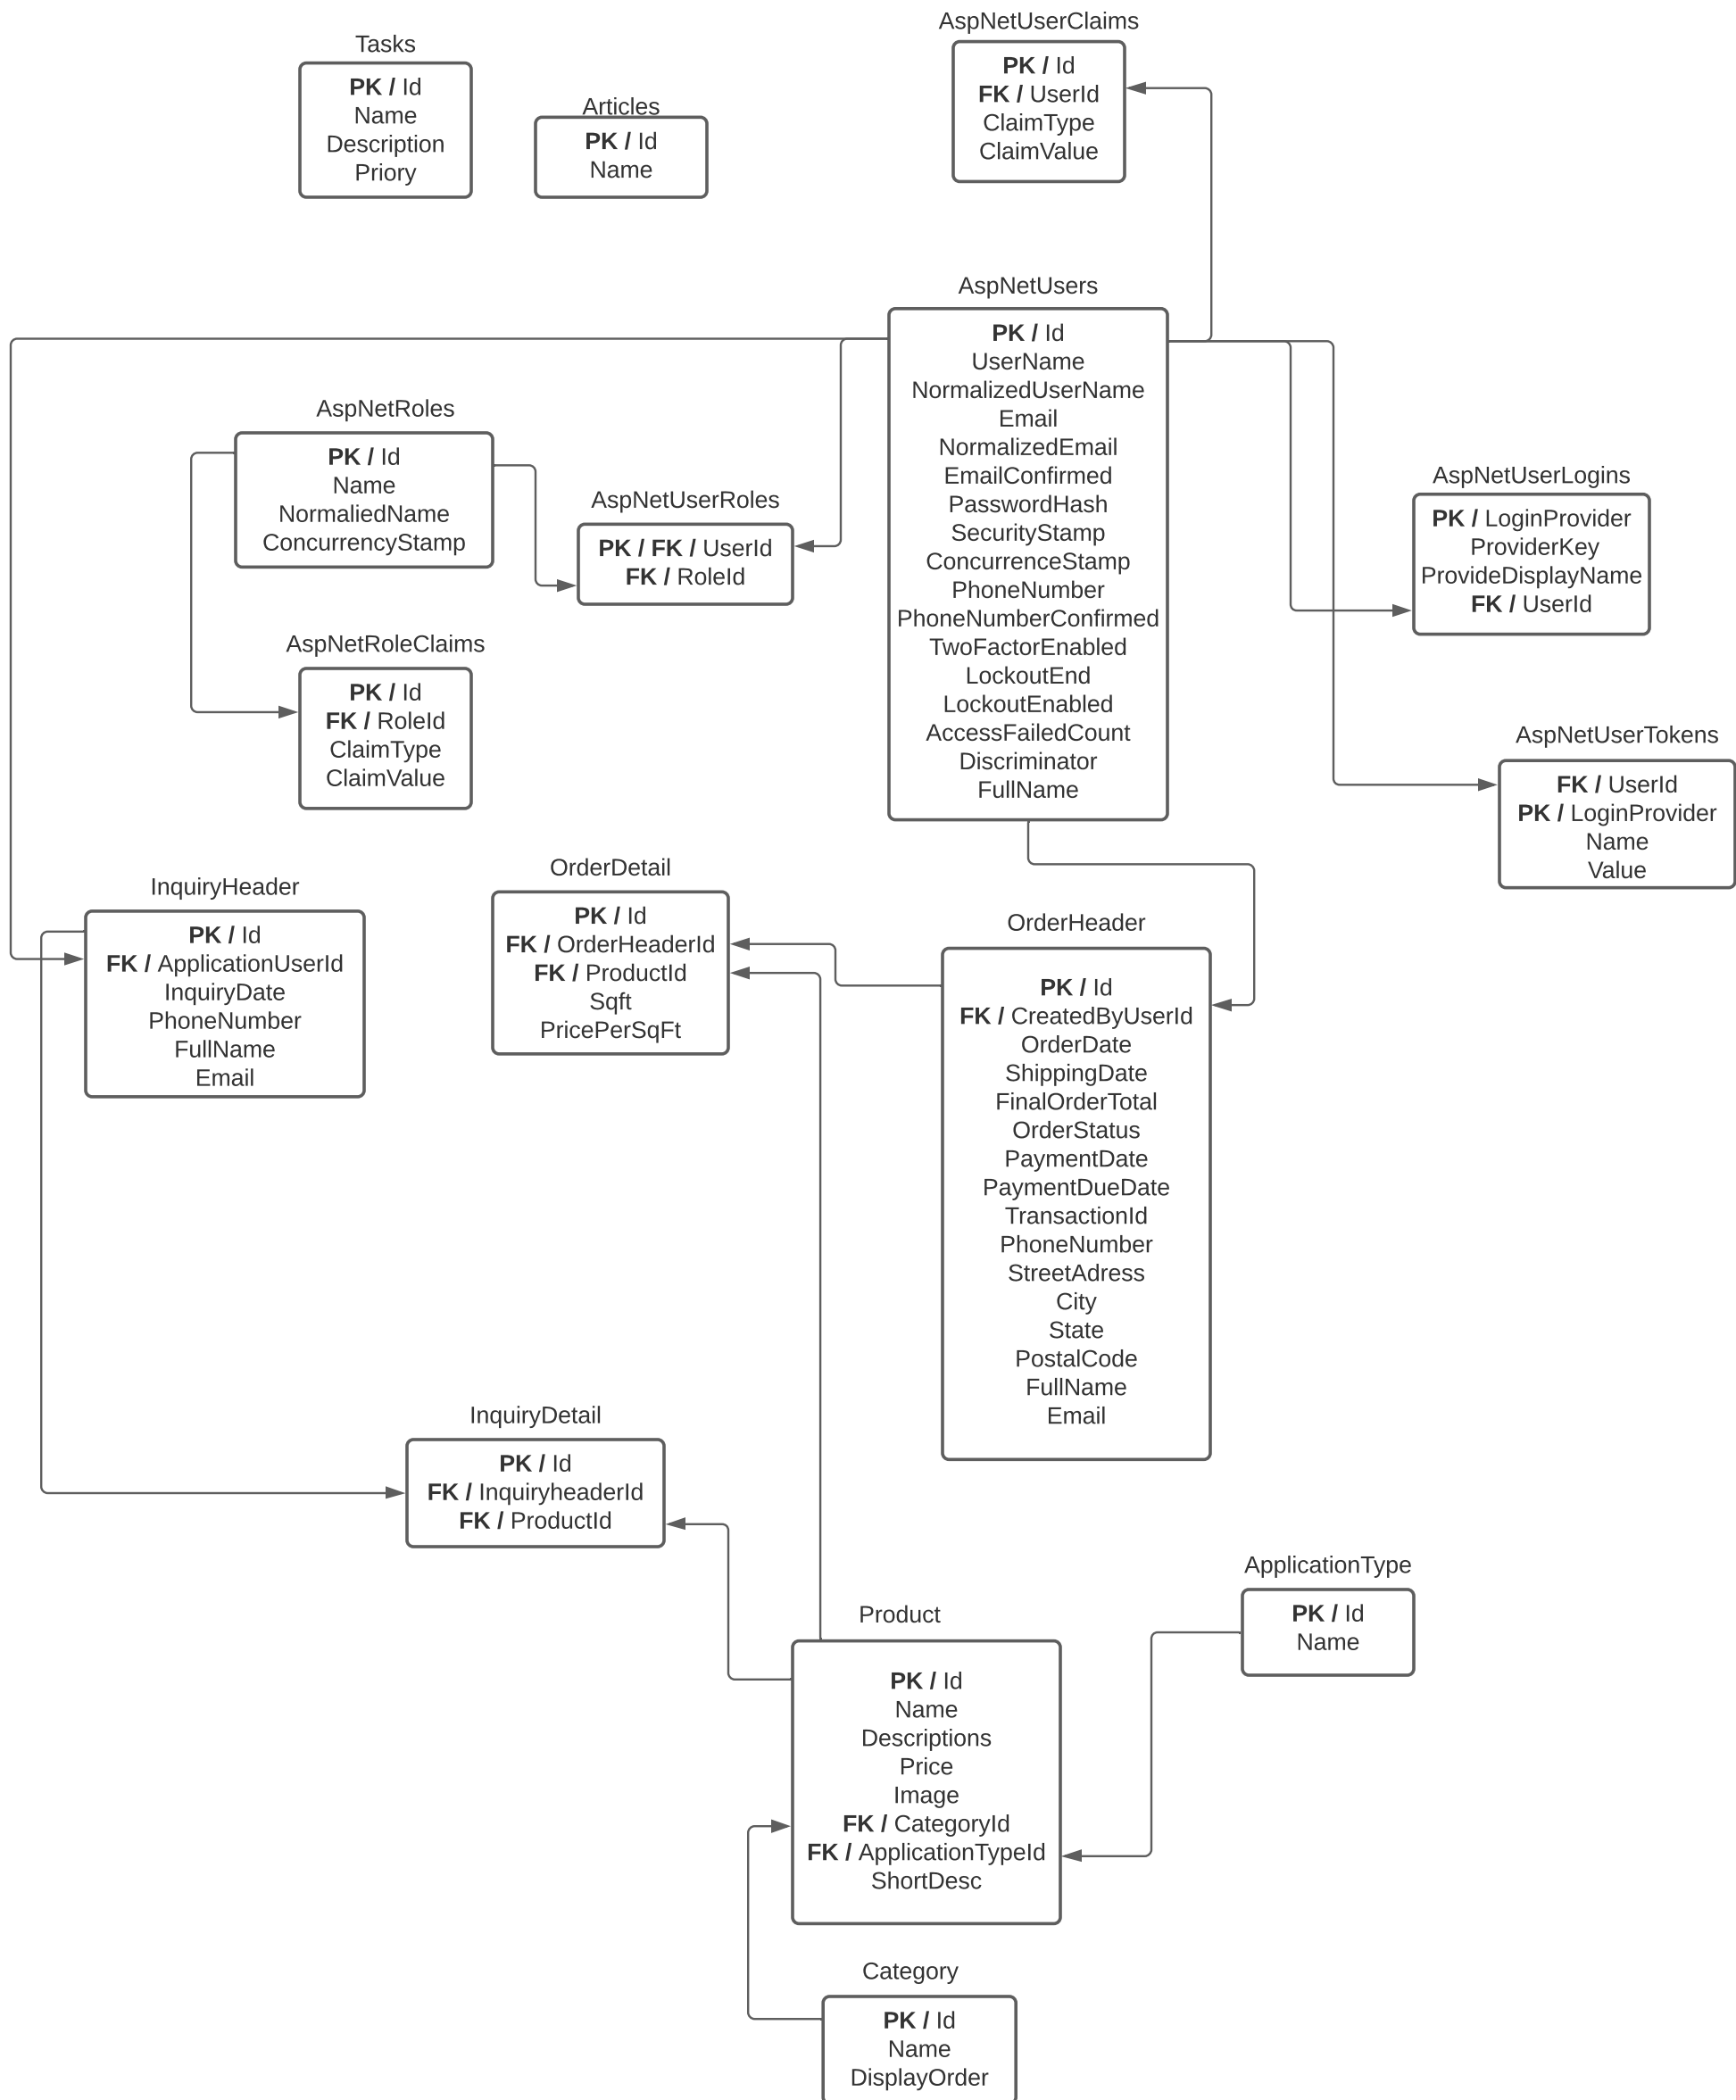 Tasks
PK / Id
Name
Description
Priory
Articles
PK / Id
Name
AspNetUserClaims
PK / Id
FK / UserId
ClaimType
ClaimValue
AspNetUsers
PK / Id
UserName
NormalizedUserName
Email
NormalizedEmail
EmailConfirmed
PasswordHash
SecurityStamp
ConcurrenceStamp
PhoneNumber
PhoneNumberConfirmed
TwoFactorEnabled
LockoutEnd
LockoutEnabled
AccessFailedCount
Discriminator
FullName
AspNetRoles
PK / Id
Name
NormaliedName
ConcurrencyStamp
AspNetUserRoles
PK / FK / UserId
FK / RoleId
AspNetUserLogins
PK / LoginProvider
ProviderKey
ProvideDisplayName
FK / UserId
AspNetRoleClaims
PK / Id
FK / RoleId
ClaimType
ClaimValue
AspNetUserTokens
FK / UserId
PK / LoginProvider
Name
Value
InquiryHeader
PK / Id
FK / ApplicationUserId
InquiryDate
PhoneNumber
FullName
Email
OrderDetail
PK / Id
FK / OrderHeaderId
FK / ProductId
Sqft
PricePerSqFt
OrderHeader
PK / Id
FK / CreatedByUserId
OrderDate
ShippingDate
FinalOrderTotal
OrderStatus
PaymentDate
PaymentDueDate
TransactionId
PhoneNumber
StreetAdress
City
State
PostalCode
FullName
Email
InquiryDetail
PK / Id
FK / InquiryheaderId
FK / ProductId
ApplicationType
PK / Id
Name
Product
PK / Id
Name
Descriptions
Price
Image
FK / CategoryId
FK / ApplicationTypeId
ShortDesc
Category
PK / Id
Name
DisplayOrder